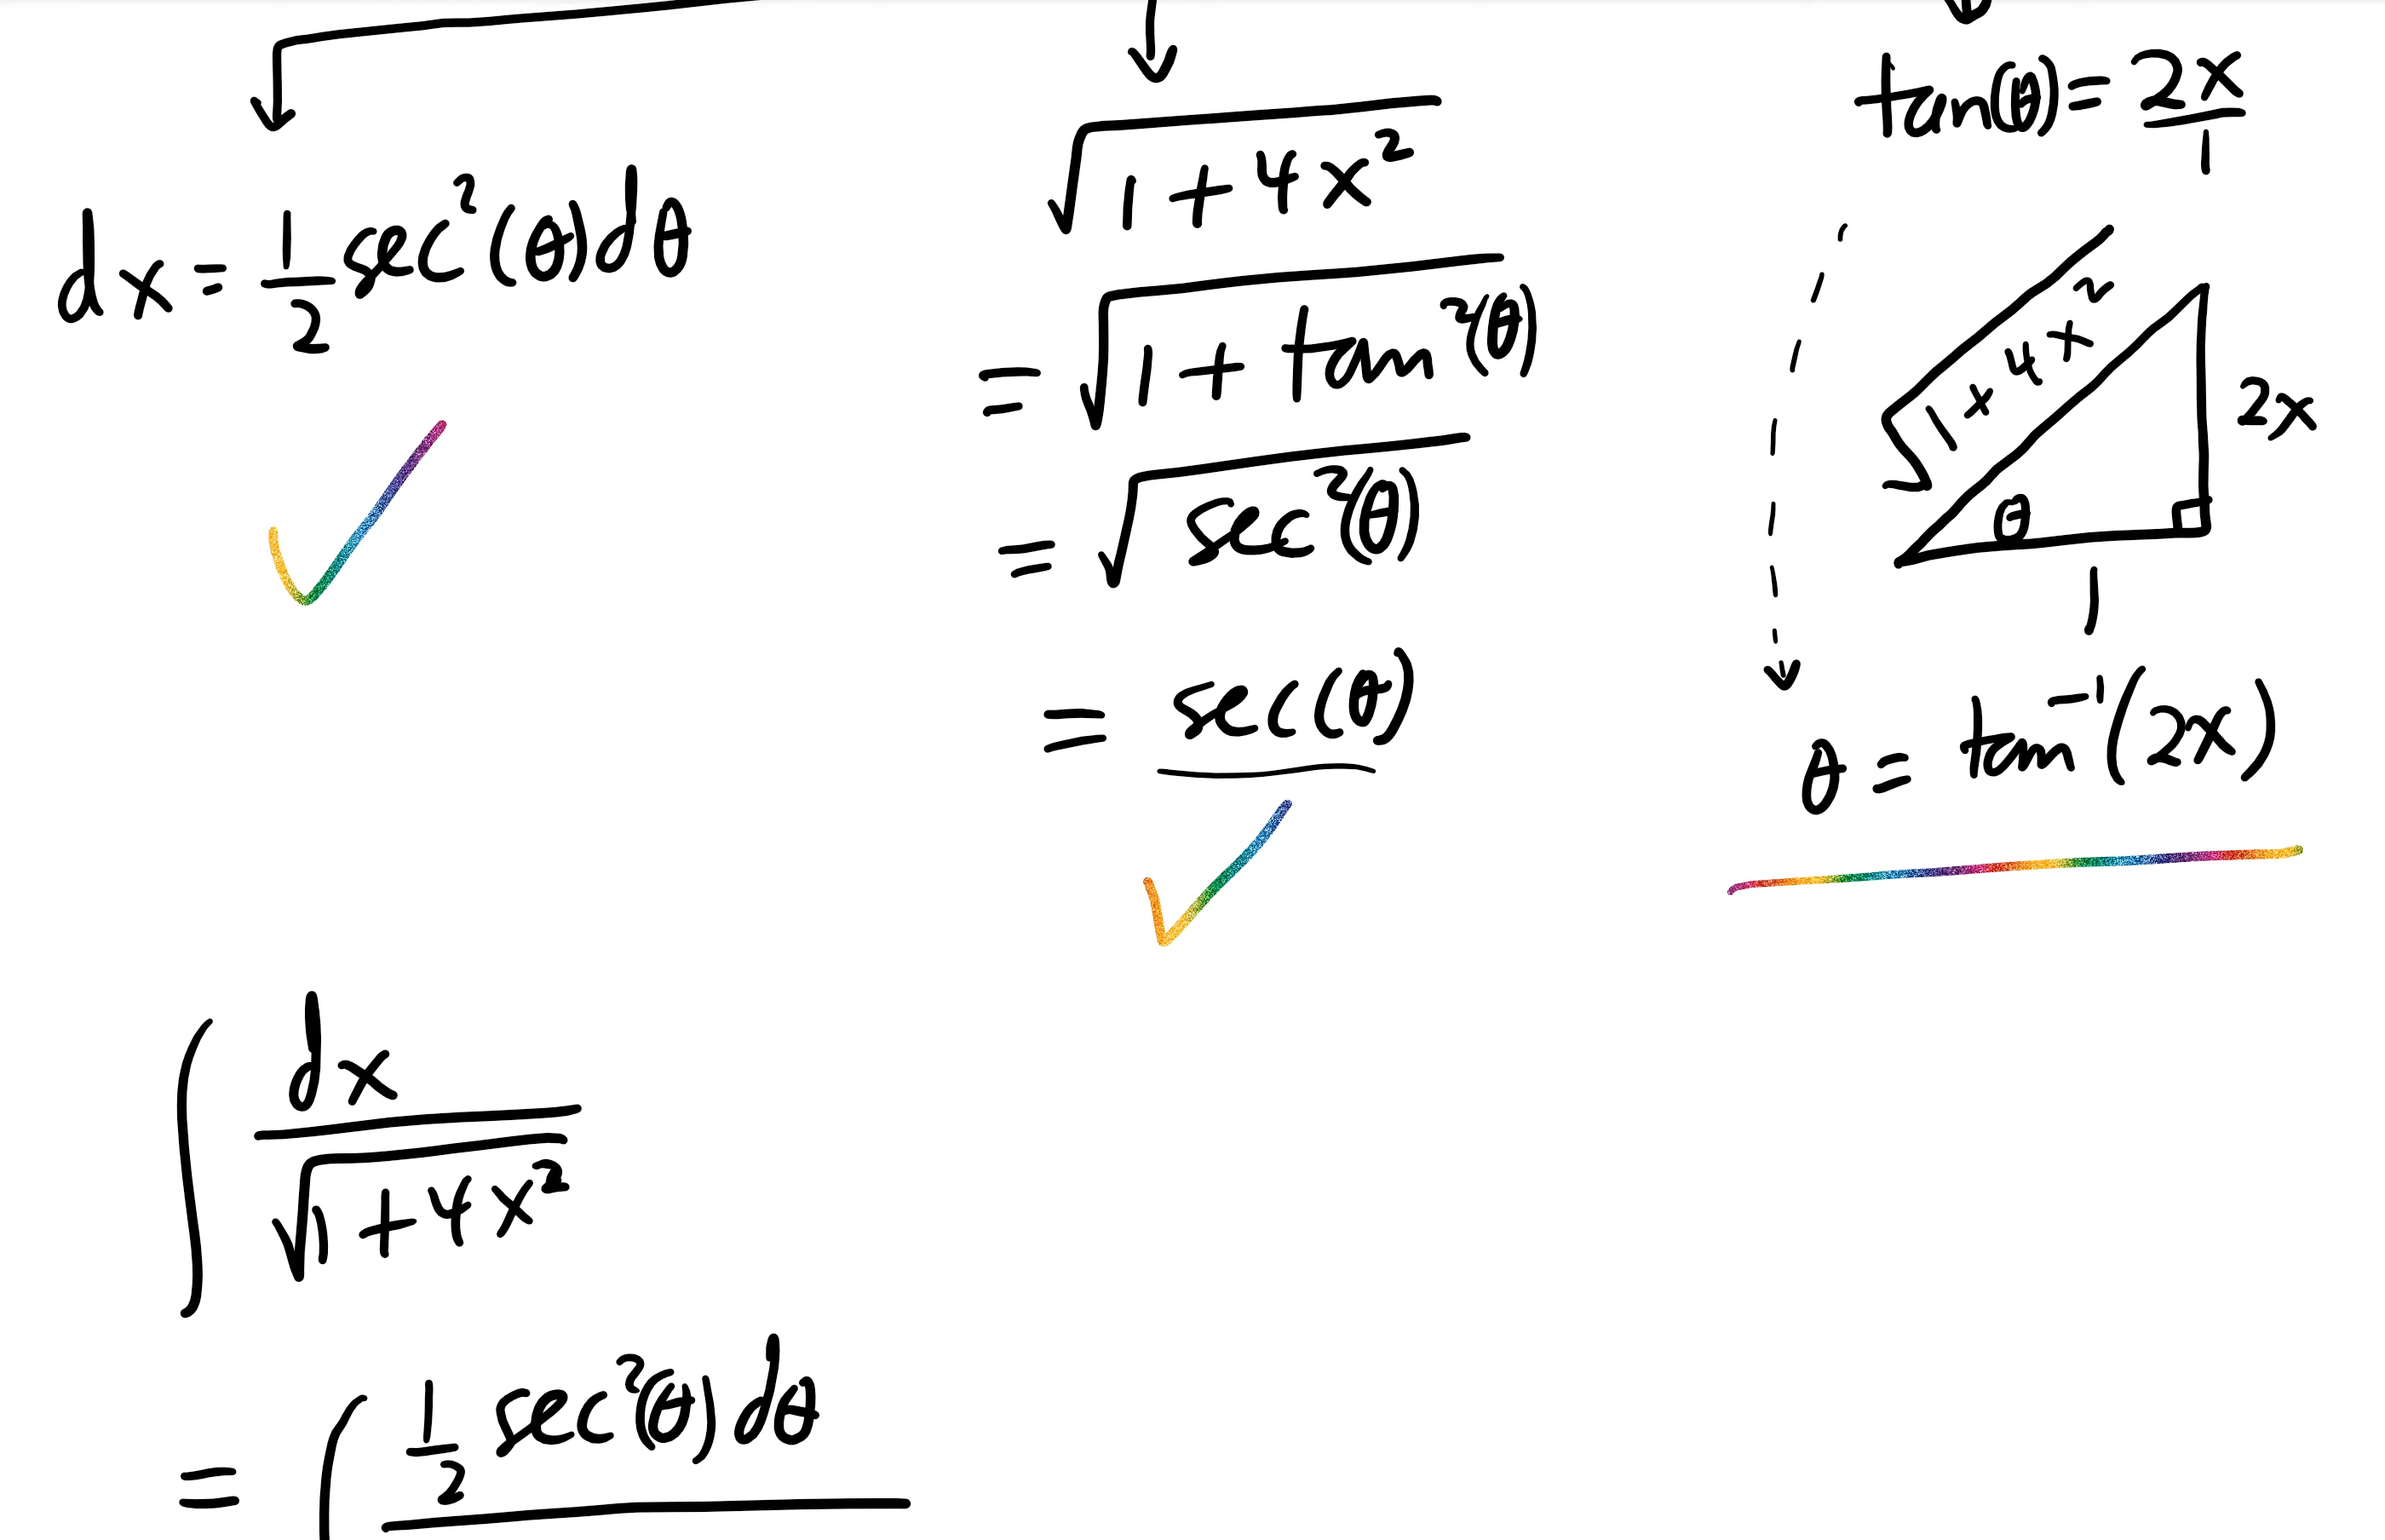 dx = 1/2 sec²(θ)dθ
√(1 + 4x²)
= √(1 + tan²(θ))
= √(sec²(θ))
= sec(θ)
tan(θ) = 2x/1
√(1 + 4x²)
2x
θ
1
θ = tan⁻¹(2x)
∫ dx/√(1 + 4x²)
= ∫ 1/2 sec²(θ) dθ